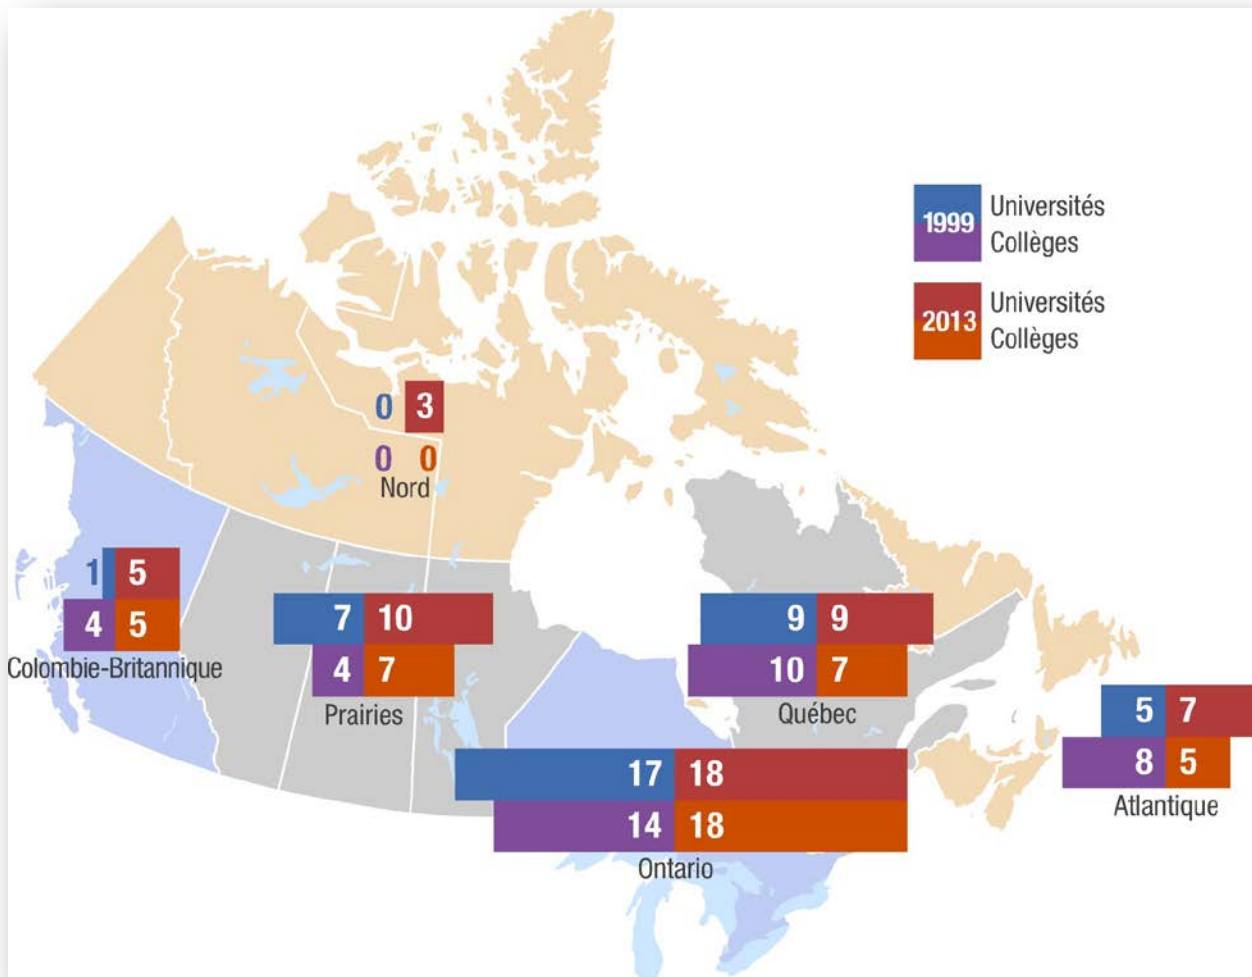 1999
Universités
Collèges
2013
Universités
Collèges
0 3
0 0
Nord
1 5
4 5
Colombie-Britannique
7 10
4 7
Prairies
9 9
10 7
Québec
5 7
8 5
Atlantique
17 18
14 18
Ontario